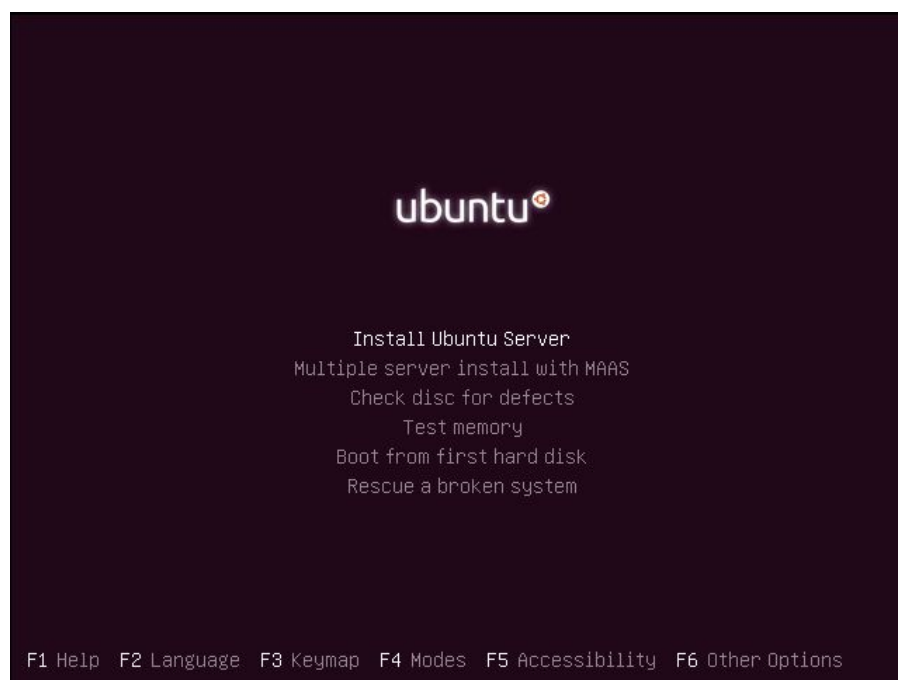 ubuntu
Install Ubuntu Server
Multiple server install with MAAS
Check disc for defects
Test memory
Boot from first hard disk
Rescue a broken system
F1 Help F2 Language F3 Keymap F4 Modes F5 Accessibility F6 Other Options